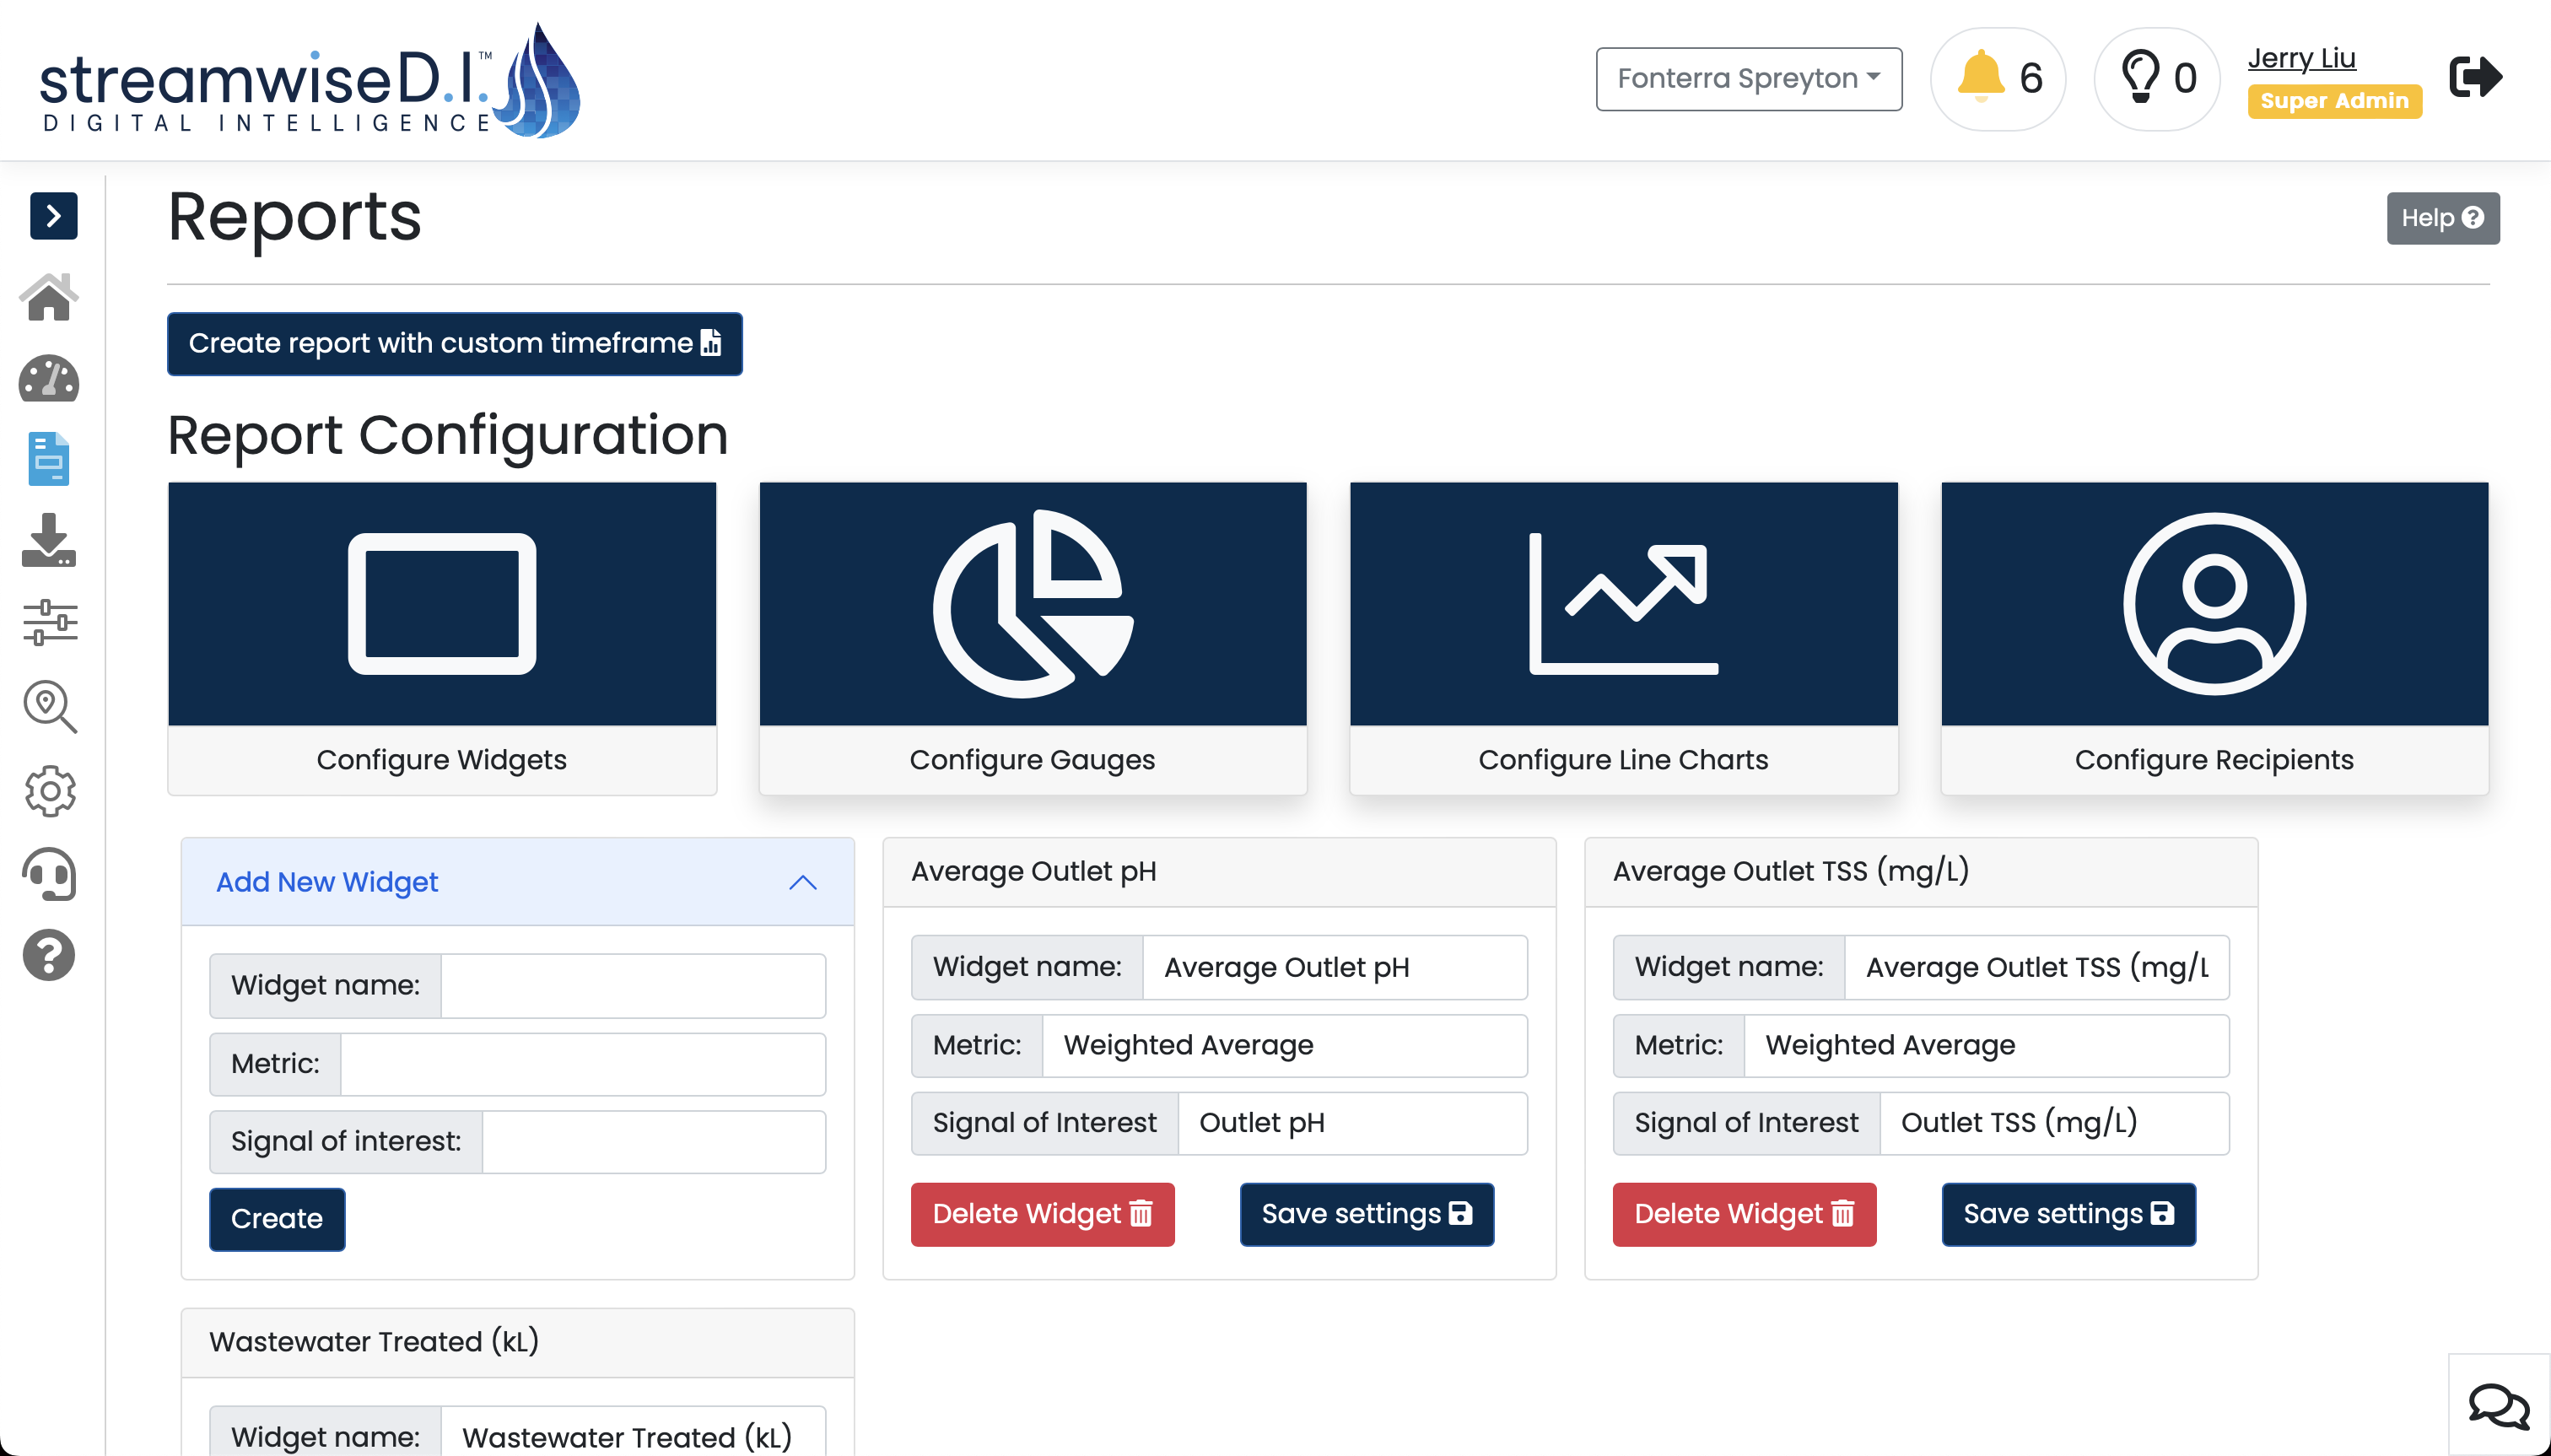 streamwise D.I.™
DIGITAL INTELLIGENCE
Fonterra Spreyton
6
0
Jerry Liu
Super Admin
Reports
Help
Create report with custom timeframe
Report Configuration
Configure Widgets
Configure Gauges
Configure Line Charts
Configure Recipients
Add New Widget
Widget name:
Metric:
Signal of interest:
Create
Average Outlet pH
Widget name: Average Outlet pH
Metric: Weighted Average
Signal of Interest Outlet pH
Delete Widget Save settings
Average Outlet TSS (mg/L)
Widget name: Average Outlet TSS (mg/L
Metric: Weighted Average
Signal of Interest Outlet TSS (mg/L)
Delete Widget Save settings
Wastewater Treated (kL)
Widget name: Wastewater Treated (kL)